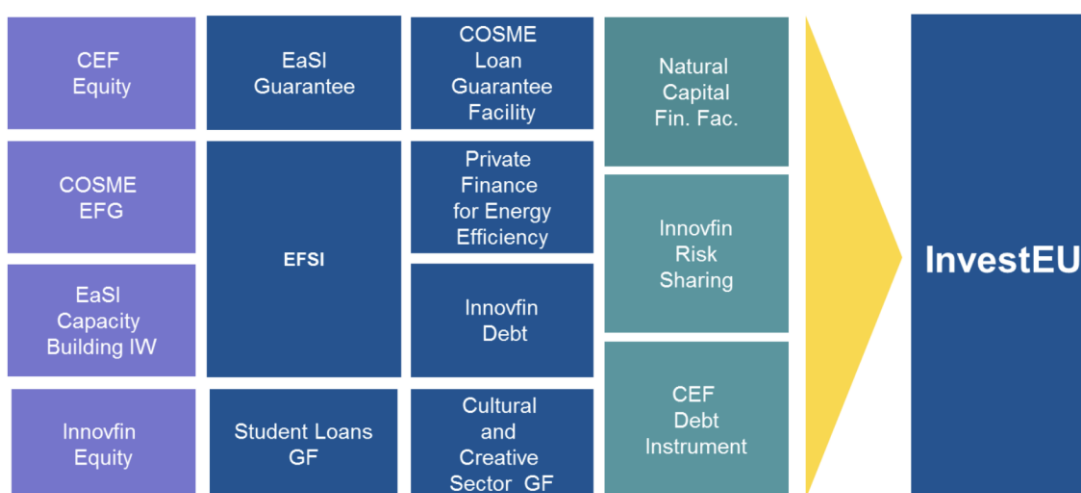 CEF
Equity
COSME
EFG
EaSI
Capacity
Building IW
Innovfin
Equity
EaSI
Guarantee
EFSI
Student Loans
GF
COSME
Loan
Guarantee
Facility
Private
Finance
for Energy
Efficiency
Innovfin
Debt
Cultural
and
Creative
Sector GF
Natural
Capital
Fin. Fac.
Innovfin
Risk
Sharing
CEF
Debt
Instrument
InvestEU